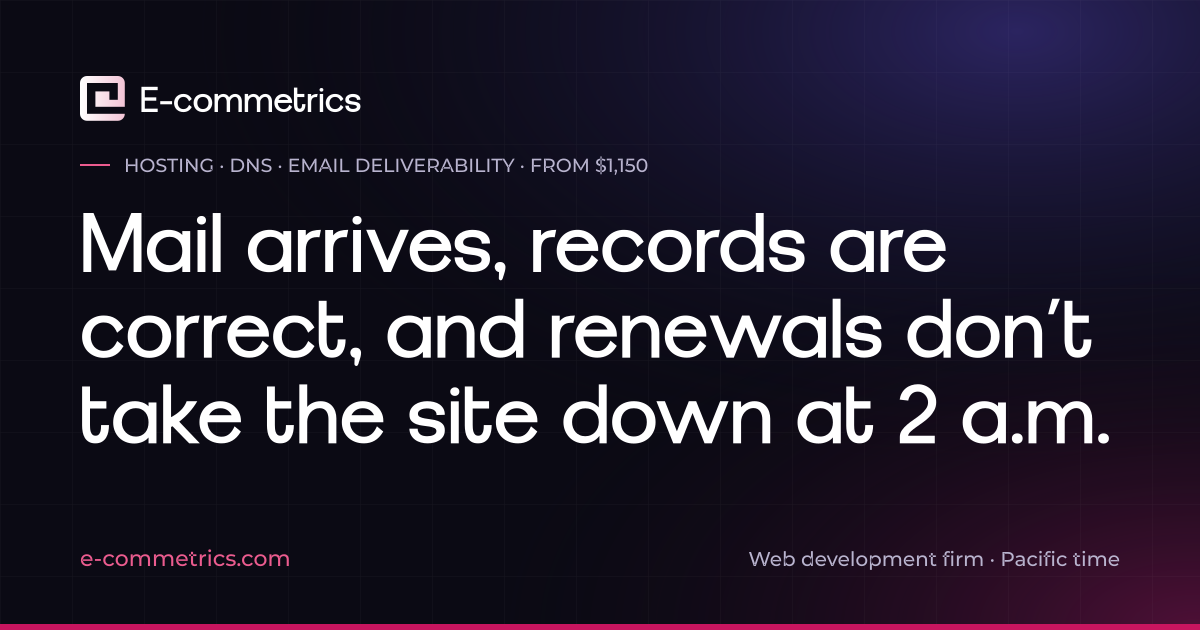 E-commetrics
HOSTING · DNS · EMAIL DELIVERABILITY · FROM $1,150
Mail arrives, records are
correct, and renewals don’t
take the site down at 2 a.m.
e-commetrics.com
Web development firm · Pacific time